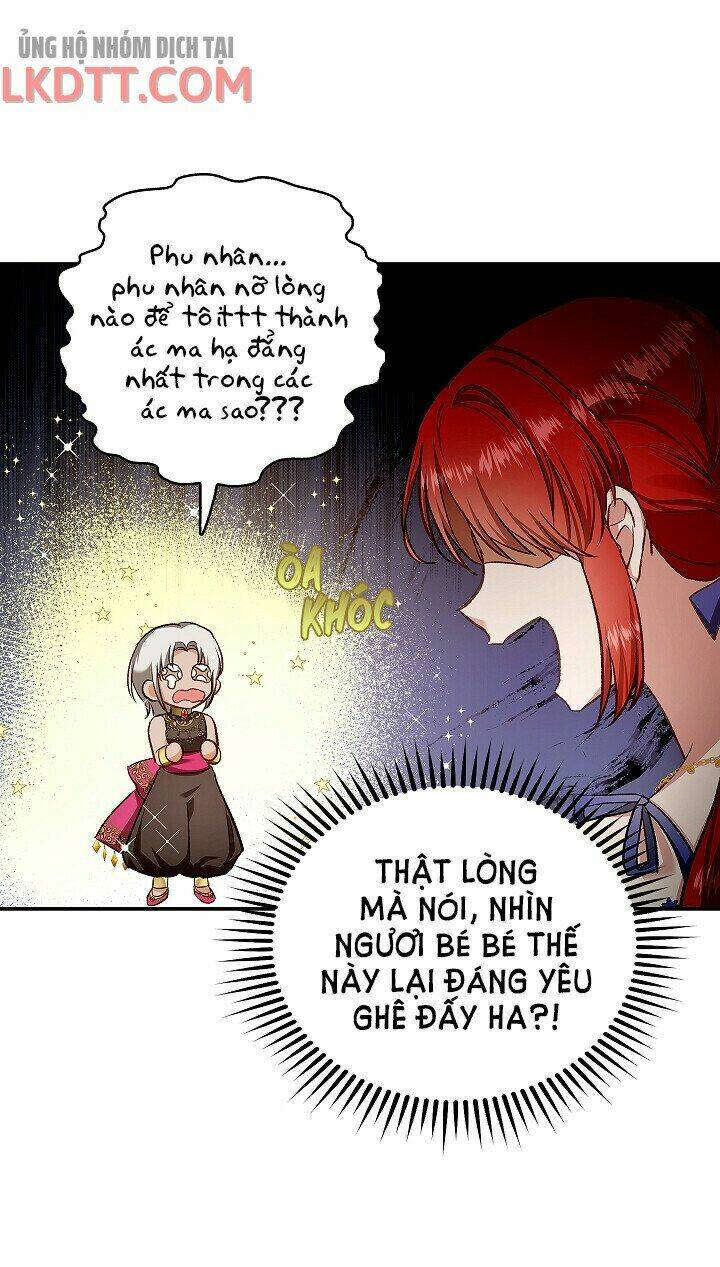 ỦNG HỘ NHÓM DỊCH TẠI
LKDTT.COM
Phu nhân...
phu nhân nỡ lòng
nào để tôittt thành
ác ma hạ đẳng
nhất trong các
ác ma sao???
ÒA
KHÓC
THẬT LÒNG
MÀ NÓI, NHÌN
NGƯƠI BÉ BÉ THẾ
NÀY LẠI ĐÁNG YÊU
GHÊ ĐẤY HA?!